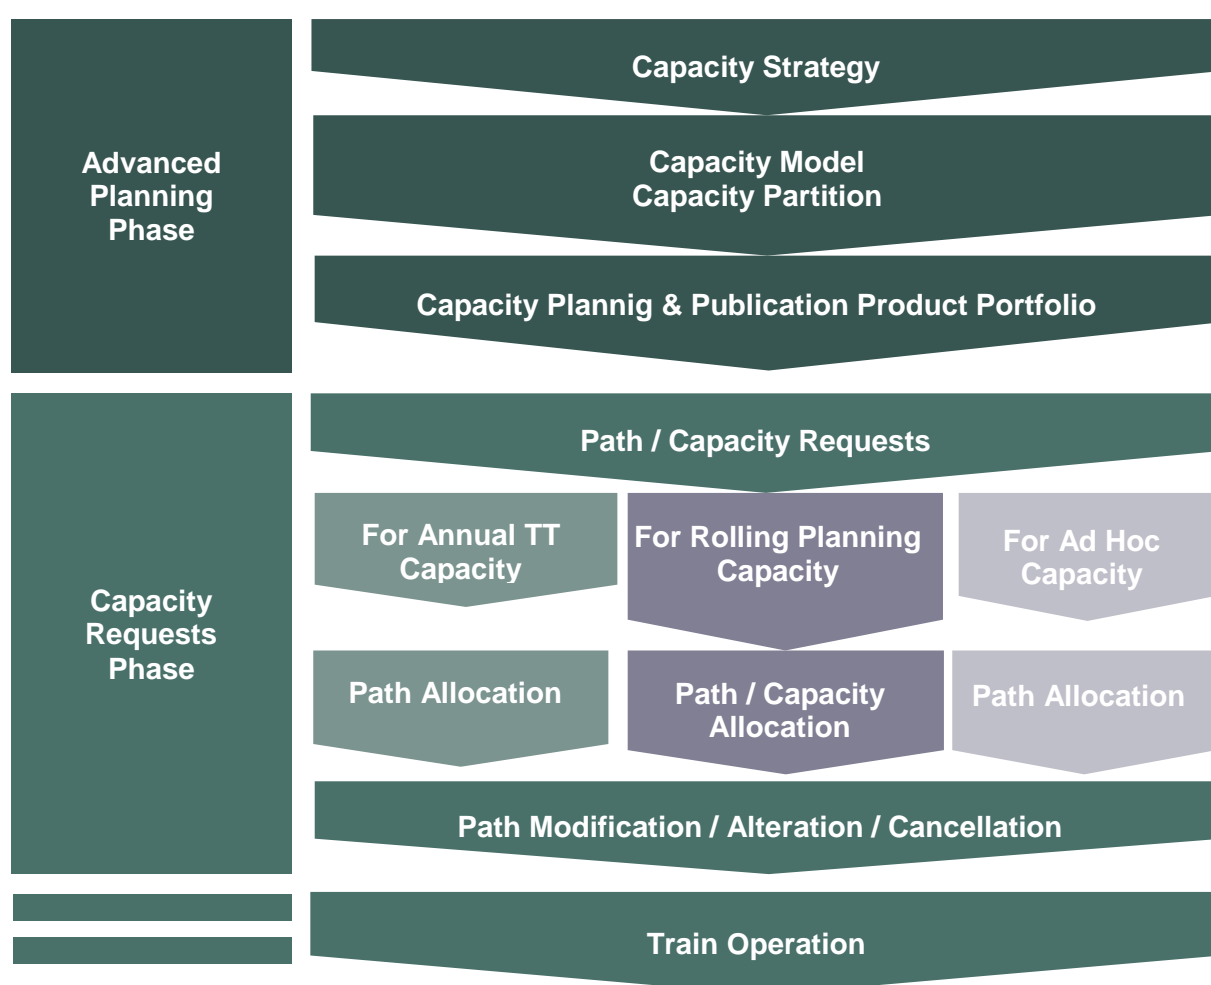 Advanced
Planning
Phase
Capacity Strategy
Capacity Model
Capacity Partition
Capacity Plannig & Publication Product Portfolio
Capacity
Requests
Phase
Path / Capacity Requests
For Annual TT
Capacity
For Rolling Planning
Capacity
For Ad Hoc
Capacity
Path Allocation
Path / Capacity
Allocation
Path Allocation
Path Modification / Alteration / Cancellation
Train Operation